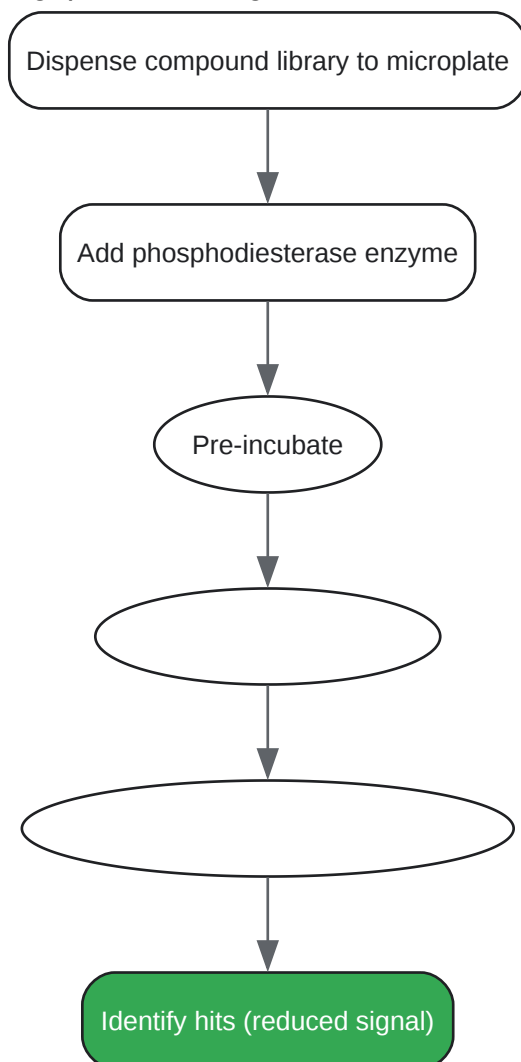 Dispense compound library to microplate
Add phosphodiesterase enzyme
Pre-incubate
Identify hits (reduced signal)